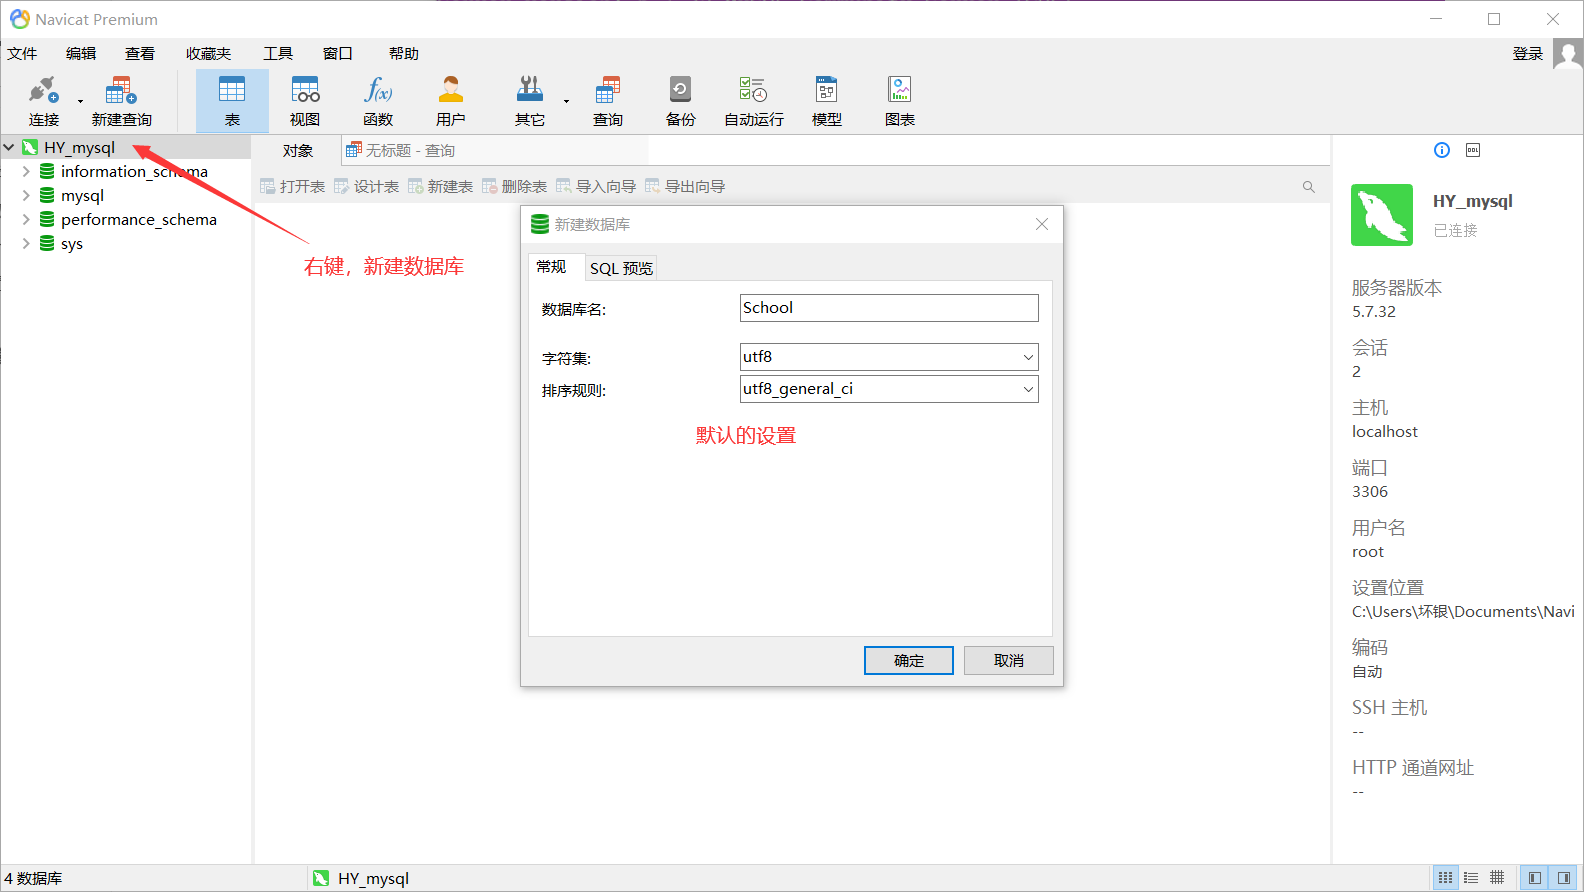 Navicat Premium
文件 编辑 查看 收藏夹 工具 窗口 帮助 登录
连接 新建查询 表 视图 函数 用户 其它 查询 备份 自动运行 模型 图表
HY_mysql
information_schema
mysql
performance_schema
sys
对象 无标题 - 查询
打开表 设计表 新建表 删除表 导入向导 导出向导
右键，新建数据库
新建数据库
常规 SQL 预览
数据库名: School
字符集: utf8
排序规则: utf8_general_ci
默认的设置
确定 取消
DDL
HY_mysql
已连接
服务器版本
5.7.32
会话
2
主机
localhost
端口
3306
用户名
root
设置位置
C:\Users\坏银\Documents\Navi
编码
自动
SSH 主机
--
HTTP 通道网址
--
4 数据库 HY_mysql